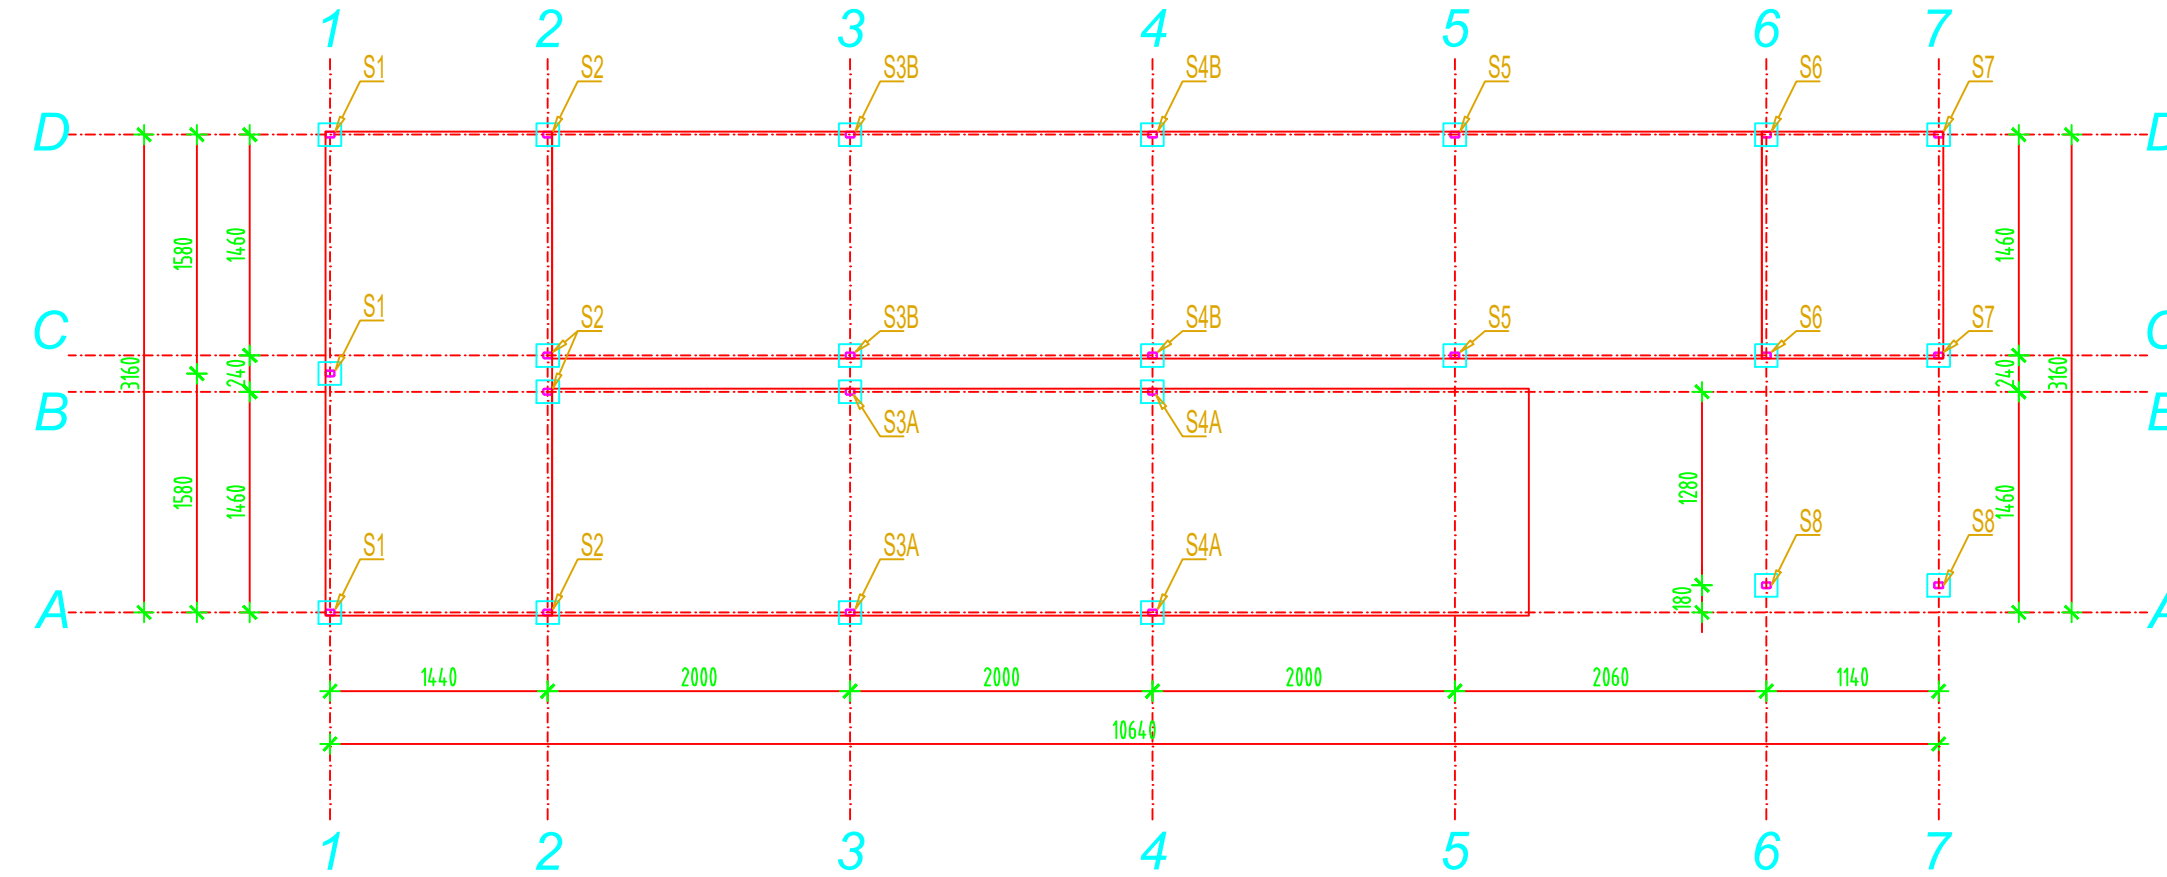 1 2 3 4 5 6 7
S1 S2 S3B S4B S5 S6 S7
D
1580 1460 1460
S1 S2 S3B S4B S5 S6 S7
C
3160 240 240 3160
B
S3A S4A
1580 1460 1280 1460
S8 S8
S1 S2 S3A S4A
180
A
1440 2000 2000 2000 2060 1140
10640
1 2 3 4 5 6 7